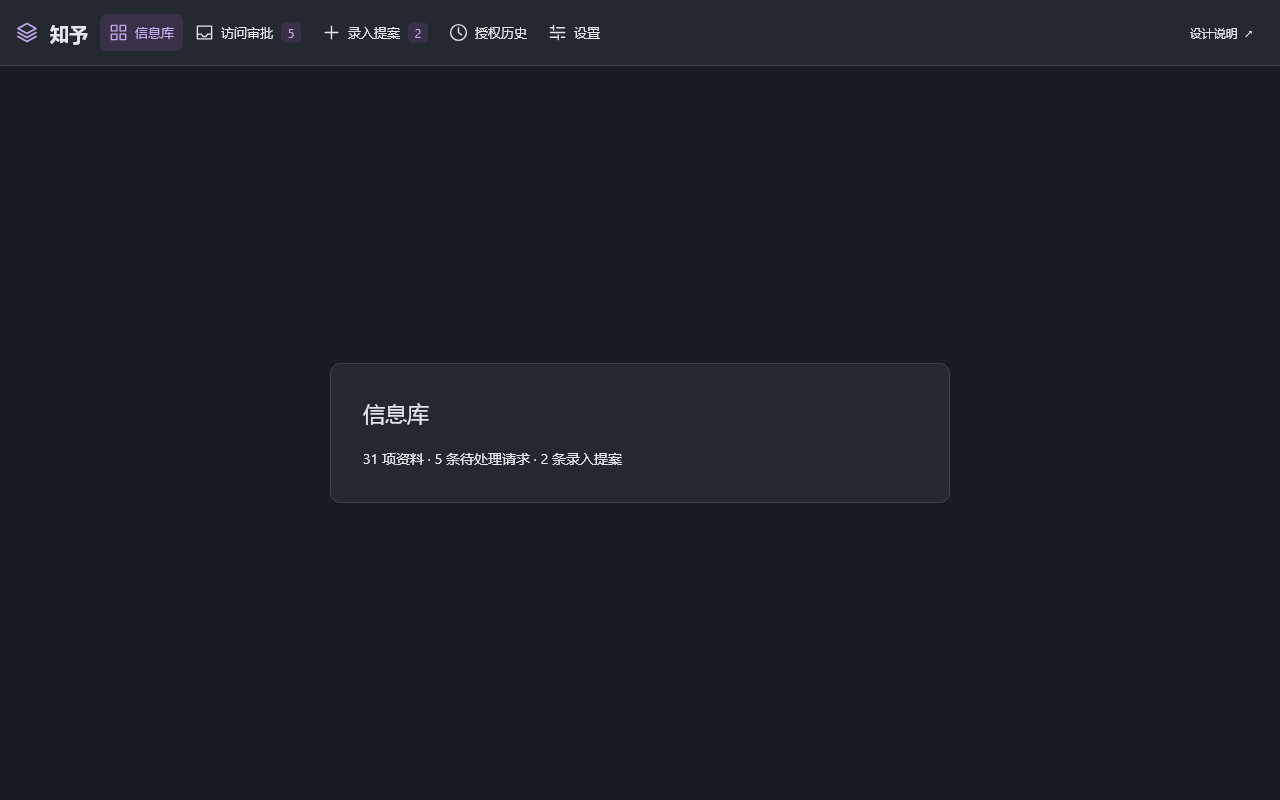 知予 信息库 访问审批 5 录入提案 2 授权历史 设置 设计说明 ↗
信息库
31 项资料 · 5 条待处理请求 · 2 条录入提案